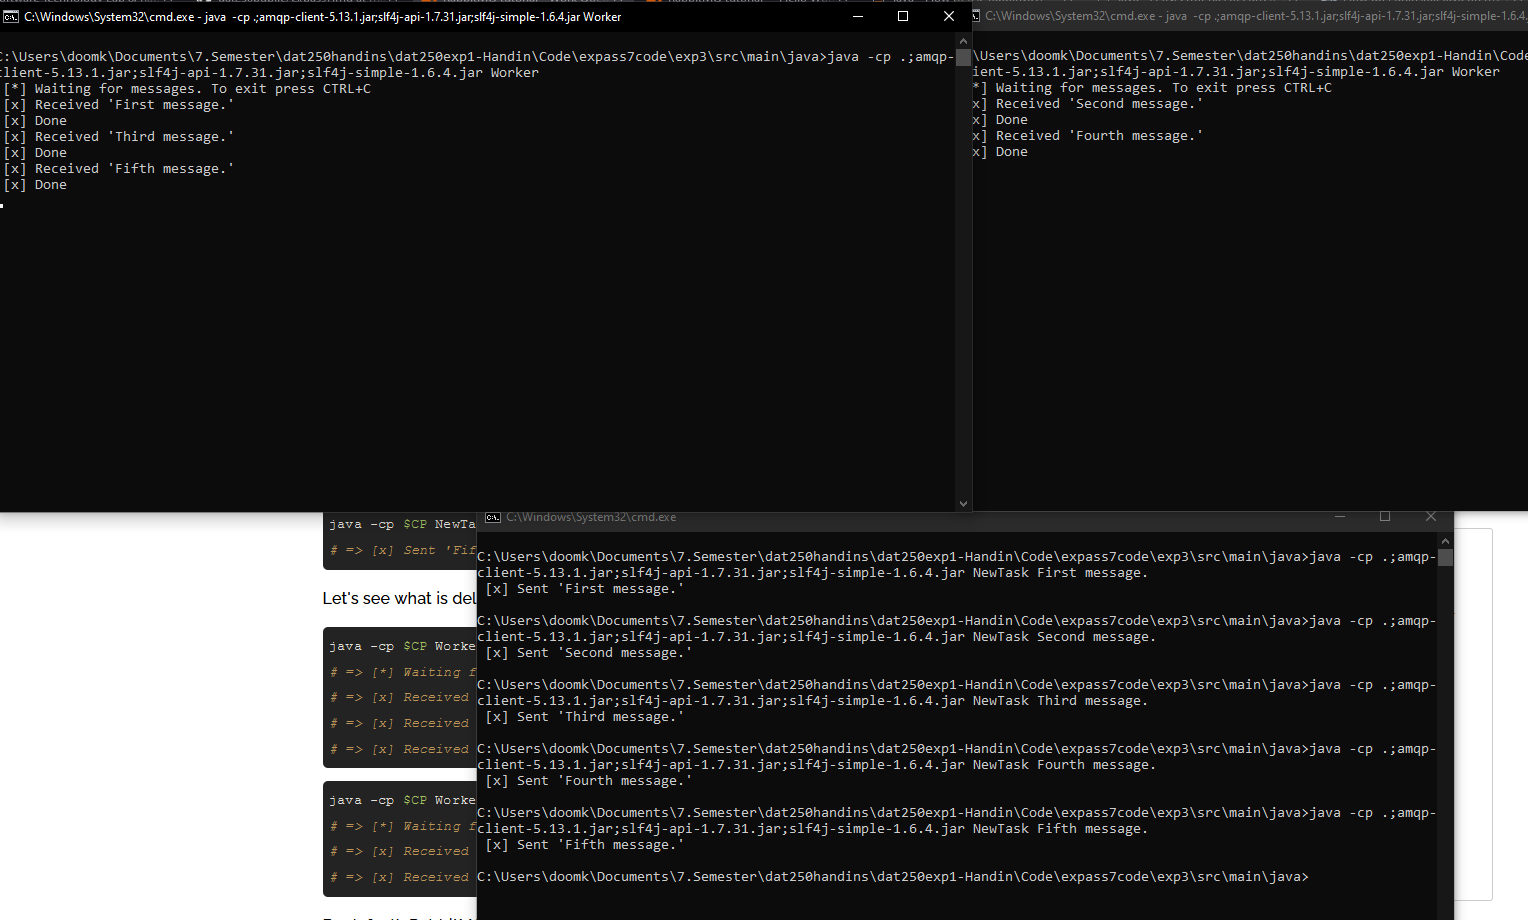 C:\Windows\System32\cmd.exe - java -cp .;amqp-client-5.13.1.jar;slf4j-api-1.7.31.jar;slf4j-simple-1.6.4.jar Worker
C:\Users\doomk\Documents\7.Semester\dat250handins\dat250exp1-Handin\Code\expass7code\exp3\src\main\java>java -cp .;amqp-
client-5.13.1.jar;slf4j-api-1.7.31.jar;slf4j-simple-1.6.4.jar Worker
[*] Waiting for messages. To exit press CTRL+C
[x] Received 'First message.'
[x] Done
[x] Received 'Third message.'
[x] Done
[x] Received 'Fifth message.'
[x] Done
C:\Windows\System32\cmd.exe - java -cp .;amqp-client-5.13.1.jar;slf4j-api-1.7.31.jar;slf4j-simple-1.6.4.
\Users\doomk\Documents\7.Semester\dat250handins\dat250exp1-Handin\Code
ient-5.13.1.jar;slf4j-api-1.7.31.jar;slf4j-simple-1.6.4.jar Worker
*] Waiting for messages. To exit press CTRL+C
x] Received 'Second message.'
x] Done
x] Received 'Fourth message.'
x] Done
java -cp $CP NewTa
# => [x] Sent 'Fif
Let's see what is del
java -cp $CP Worke
# => [*] Waiting f
# => [x] Received
# => [x] Received
# => [x] Received
java -cp $CP Worke
# => [*] Waiting f
# => [x] Received
# => [x] Received
C:\Windows\System32\cmd.exe
C:\Users\doomk\Documents\7.Semester\dat250handins\dat250exp1-Handin\Code\expass7code\exp3\src\main\java>java -cp .;amqp-
client-5.13.1.jar;slf4j-api-1.7.31.jar;slf4j-simple-1.6.4.jar NewTask First message.
[x] Sent 'First message.'
C:\Users\doomk\Documents\7.Semester\dat250handins\dat250exp1-Handin\Code\expass7code\exp3\src\main\java>java -cp .;amqp-
client-5.13.1.jar;slf4j-api-1.7.31.jar;slf4j-simple-1.6.4.jar NewTask Second message.
[x] Sent 'Second message.'
C:\Users\doomk\Documents\7.Semester\dat250handins\dat250exp1-Handin\Code\expass7code\exp3\src\main\java>java -cp .;amqp-
client-5.13.1.jar;slf4j-api-1.7.31.jar;slf4j-simple-1.6.4.jar NewTask Third message.
[x] Sent 'Third message.'
C:\Users\doomk\Documents\7.Semester\dat250handins\dat250exp1-Handin\Code\expass7code\exp3\src\main\java>java -cp .;amqp-
client-5.13.1.jar;slf4j-api-1.7.31.jar;slf4j-simple-1.6.4.jar NewTask Fourth message.
[x] Sent 'Fourth message.'
C:\Users\doomk\Documents\7.Semester\dat250handins\dat250exp1-Handin\Code\expass7code\exp3\src\main\java>java -cp .;amqp-
client-5.13.1.jar;slf4j-api-1.7.31.jar;slf4j-simple-1.6.4.jar NewTask Fifth message.
[x] Sent 'Fifth message.'
C:\Users\doomk\Documents\7.Semester\dat250handins\dat250exp1-Handin\Code\expass7code\exp3\src\main\java>